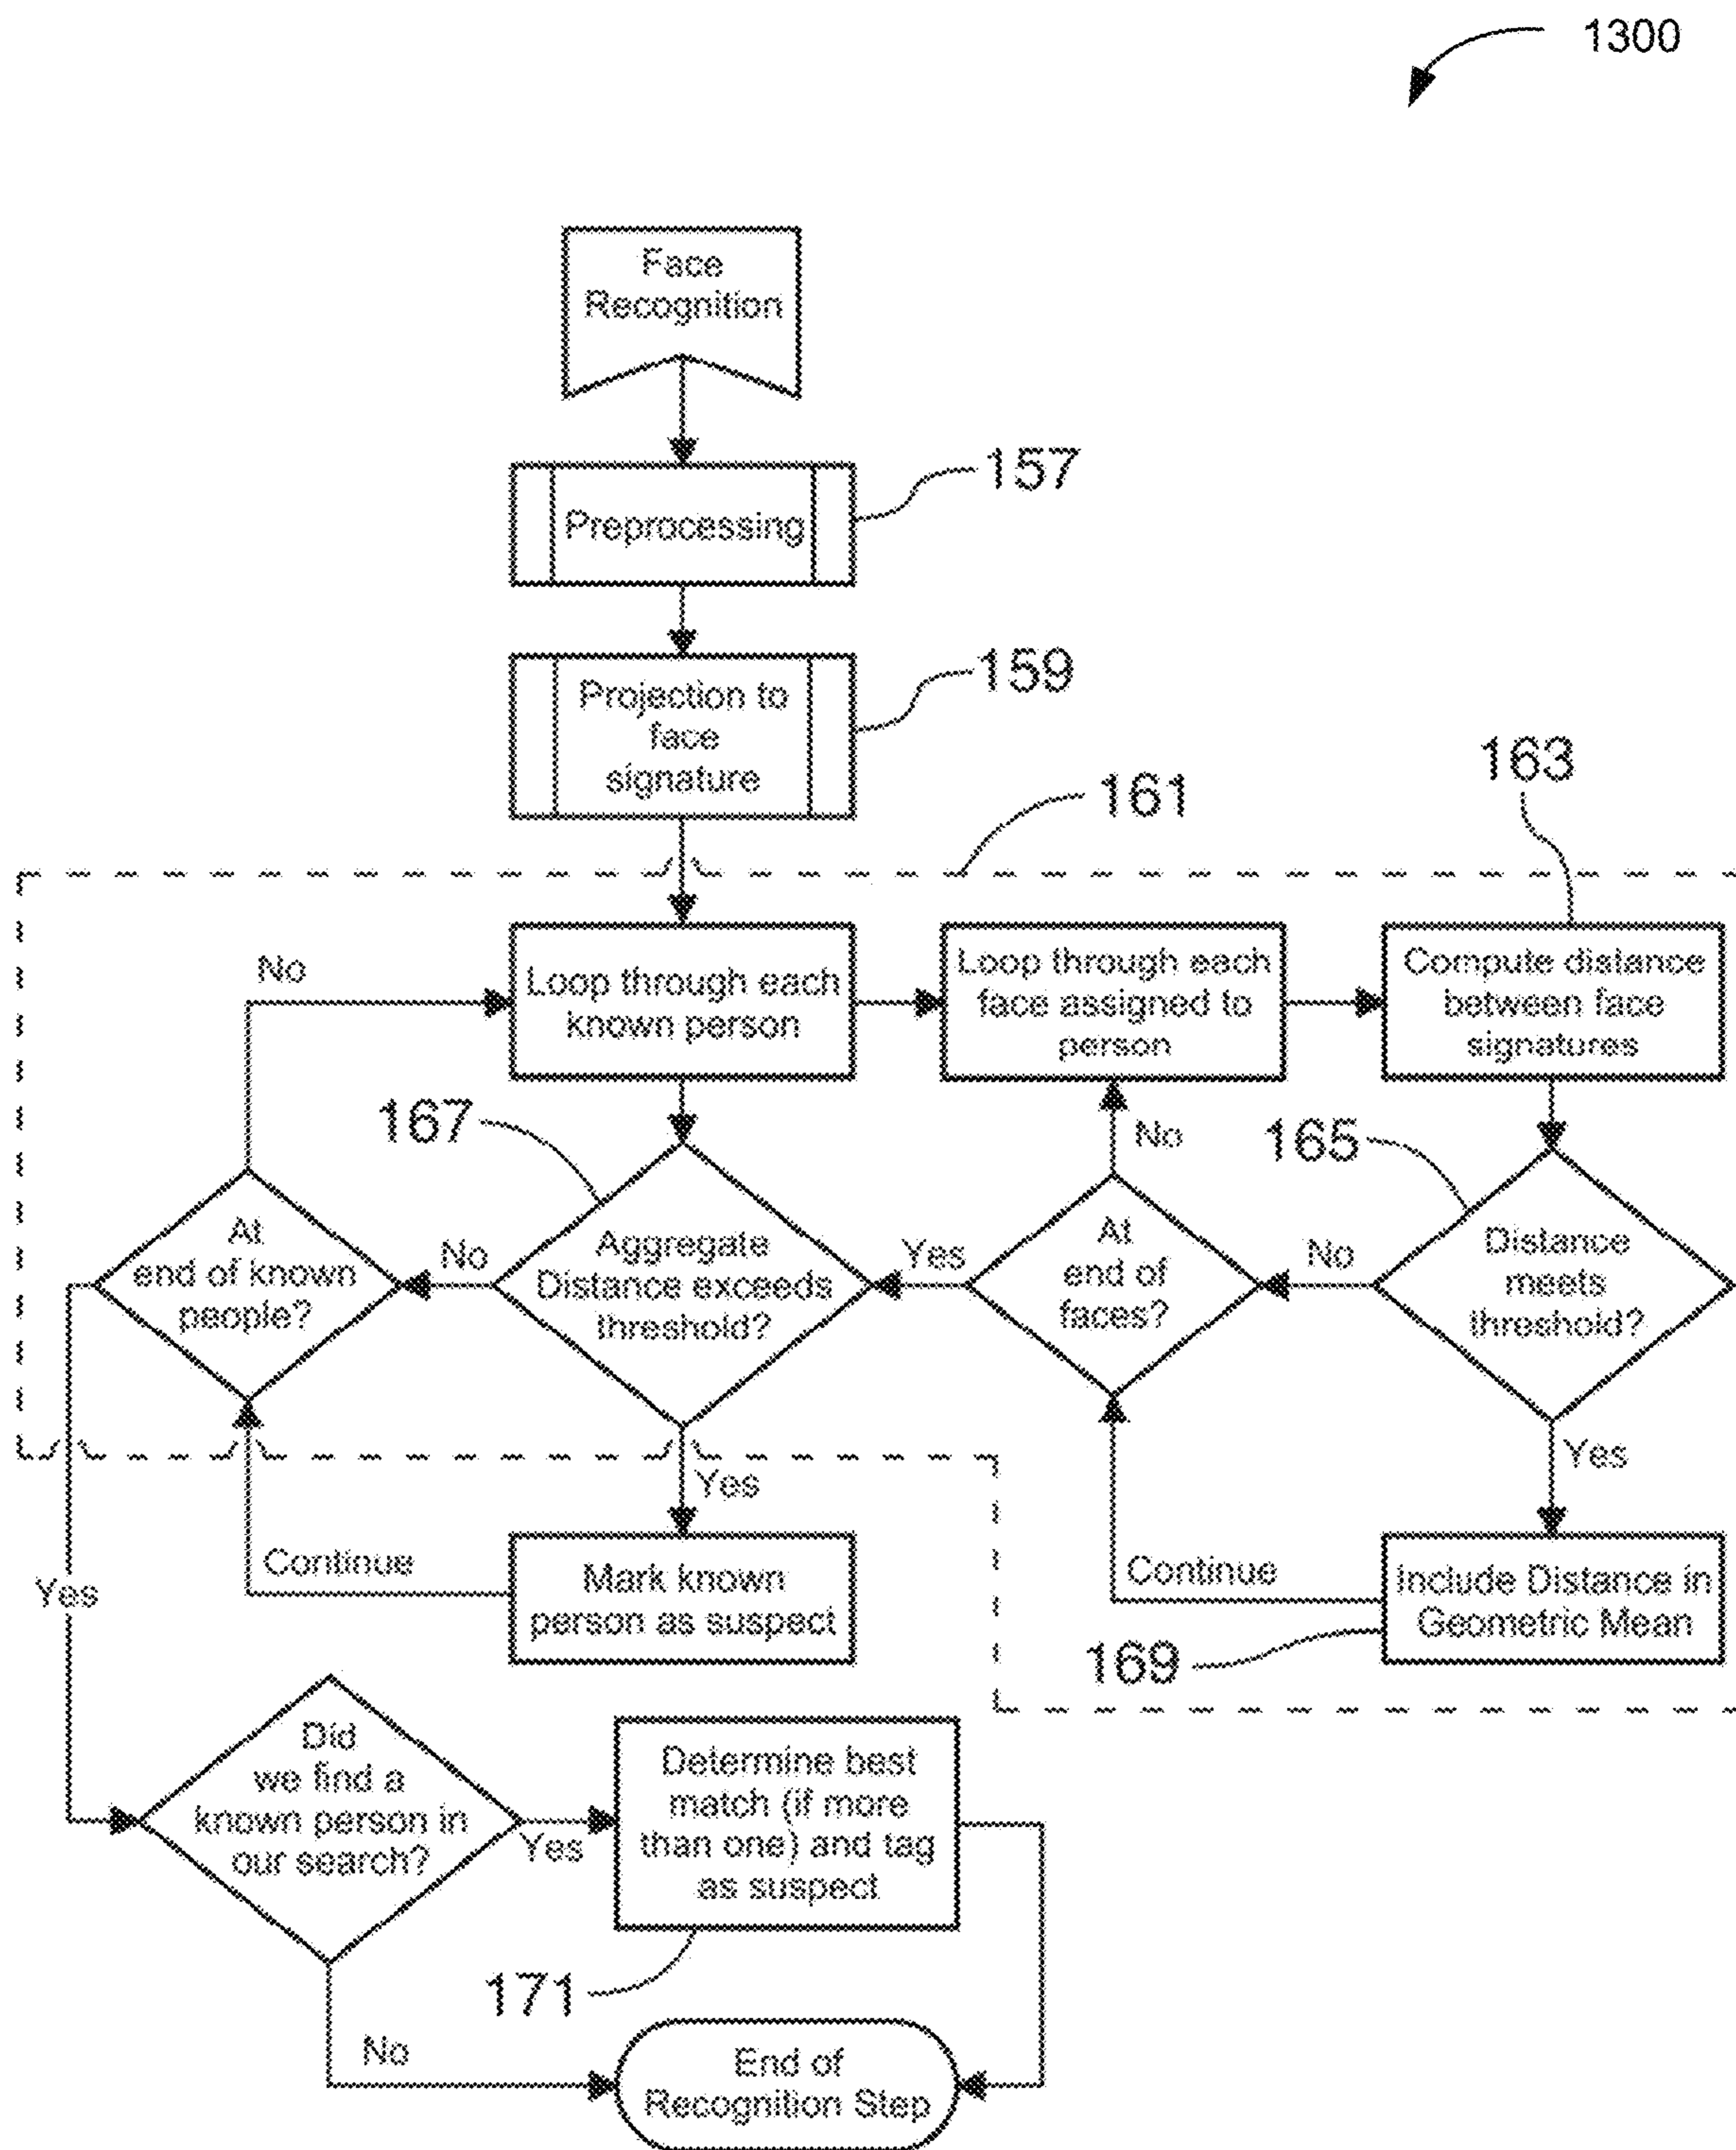 1300
Face
Recognition
157
Preprocessing
159
Projection to
face
signature
161
163
Loop through each
known person
Loop through each
face assigned to
person
Compute distance
between face
signatures
No
167
No
165
At
end of known
people?
No
Aggregate
Distance exceeds
threshold?
Yes
At
end of
faces?
No
Distance
meets
threshold?
Yes
Yes
Continue
Mark known
person as suspect
Continue
Include Distance in
Geometric Mean
169
Yes
Did
we find a
known person in
our search?
Yes
Determine best
match (if more
than one) and tag
as suspect
171
No
End of
Recognition Step